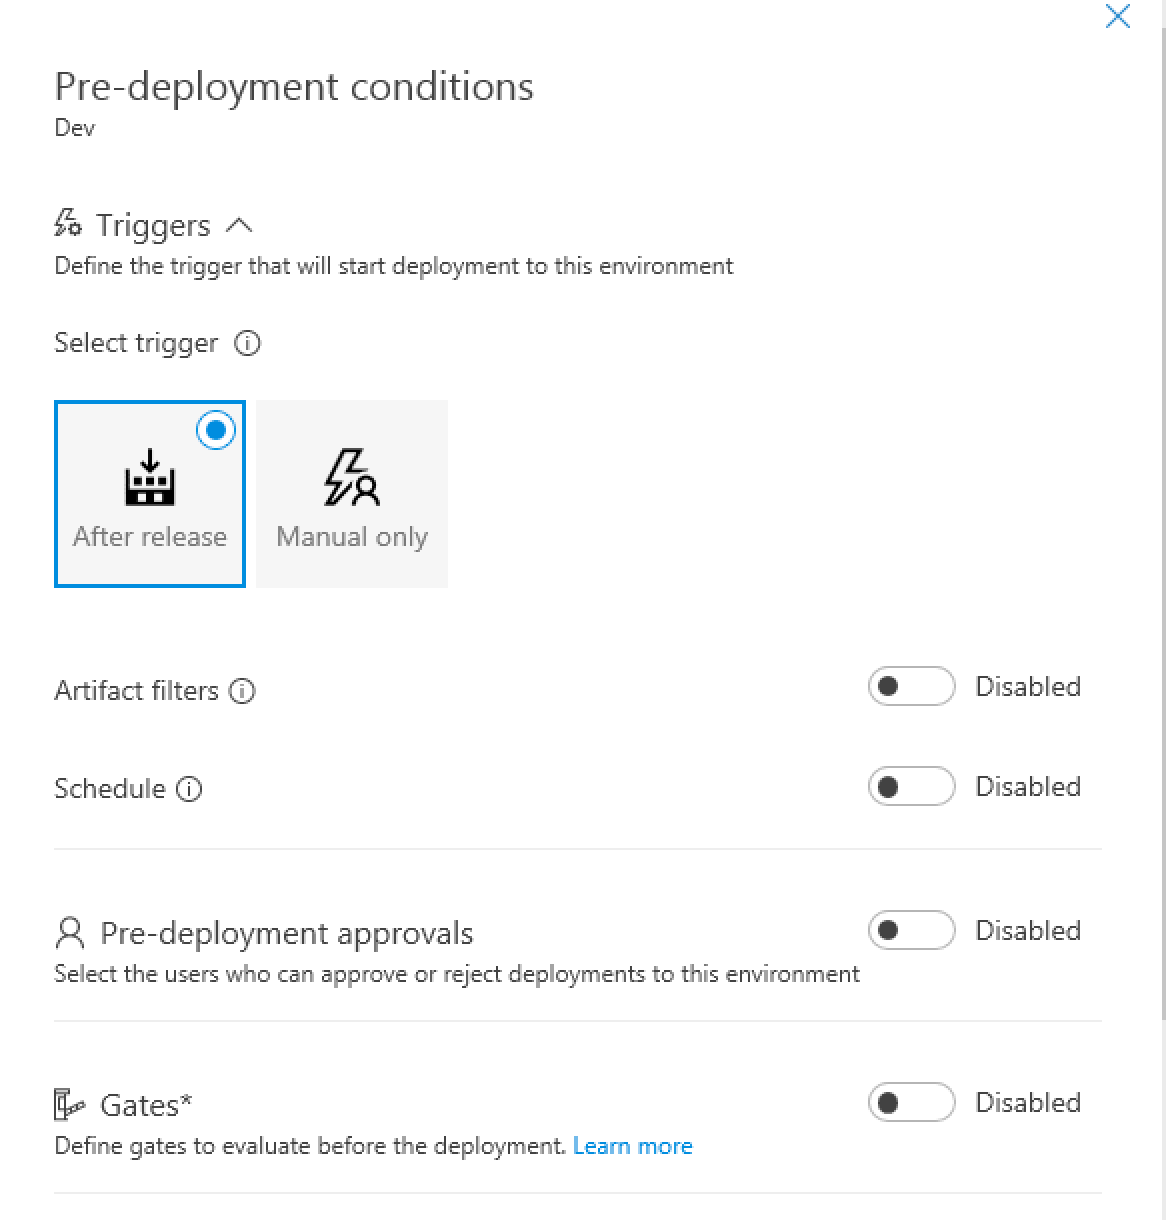 Pre-deployment conditions
Dev
Triggers
Define the trigger that will start deployment to this environment
Select trigger
After release
Manual only
Artifact filters
Disabled
Schedule
Disabled
Pre-deployment approvals
Disabled
Select the users who can approve or reject deployments to this environment
Gates*
Disabled
Define gates to evaluate before the deployment. Learn more